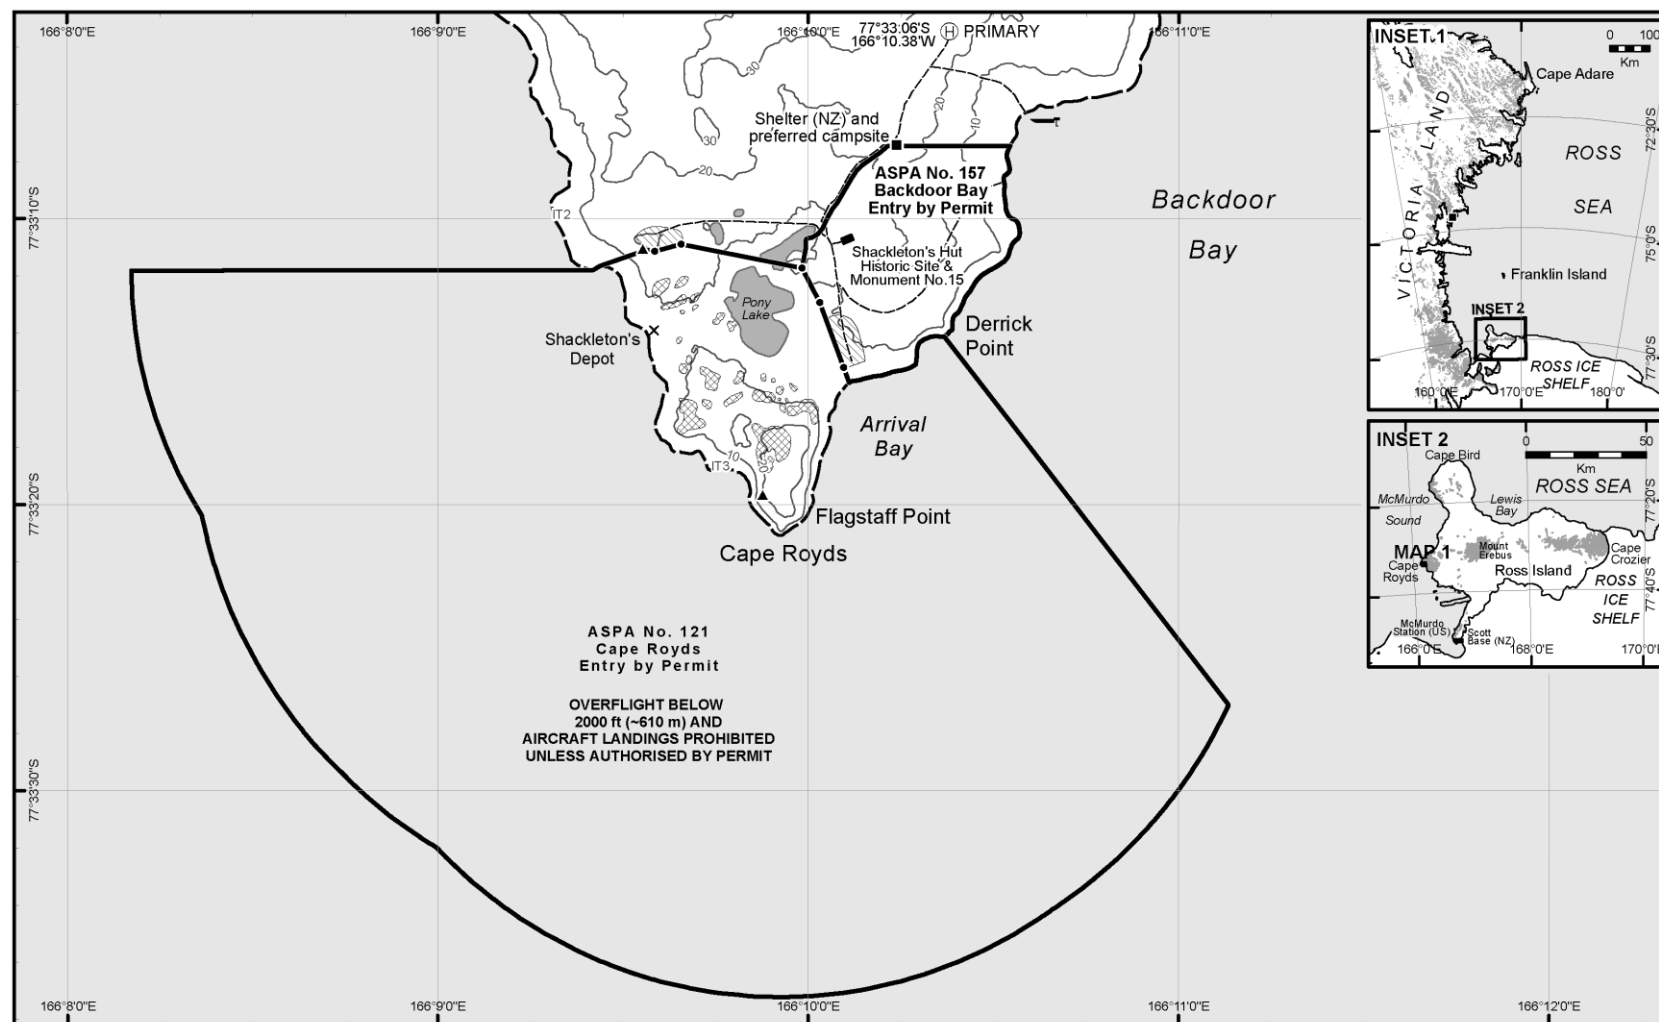 166°8'0"E
166°9'0"E
166°10'0"E
166°11'0"E
77°33.06'S
166°10.38'W
H PRIMARY
30
20
10
30
20
Shelter (NZ) and
preferred campsite
ASPA No. 157
Backdoor Bay
Entry by Permit
Backdoor
Bay
77°33'10"S
IT2
Shackleton's Hut
Historic Site &
Monument No.15
Pony
Lake
Shackleton's
Depot
Derrick
Point
Arrival
Bay
10
20
IT3
77°33'20"S
Flagstaff Point
Cape Royds
ASPA No. 121
Cape Royds
Entry by Permit
OVERFLIGHT BELOW
2000 ft (~610 m) AND
AIRCRAFT LANDINGS PROHIBITED
UNLESS AUTHORISED BY PERMIT
77°33'30"S
166°8'0"E
166°9'0"E
166°10'0"E
166°11'0"E
166°12'0"E
INSET 1
0 100
Km
Cape Adare
VICTORIA LAND
72°30'S
ROSS
SEA
75°0'S
Franklin Island
INSET 2
77°30'S
ROSS ICE
SHELF
160°0'E
170°0'E
180°0'
INSET 2
0 50
Km
Cape Bird
ROSS SEA
McMurdo
Sound
Lewis
Bay
77°20'S
MAP 1
Cape
Royds
Mount
Erebus
Ross Island
Cape
Crozier
77°40'S
ROSS
ICE
SHELF
McMurdo
Station (US)
Scott
Base (NZ)
166°0'E
168°0'E
170°0'E